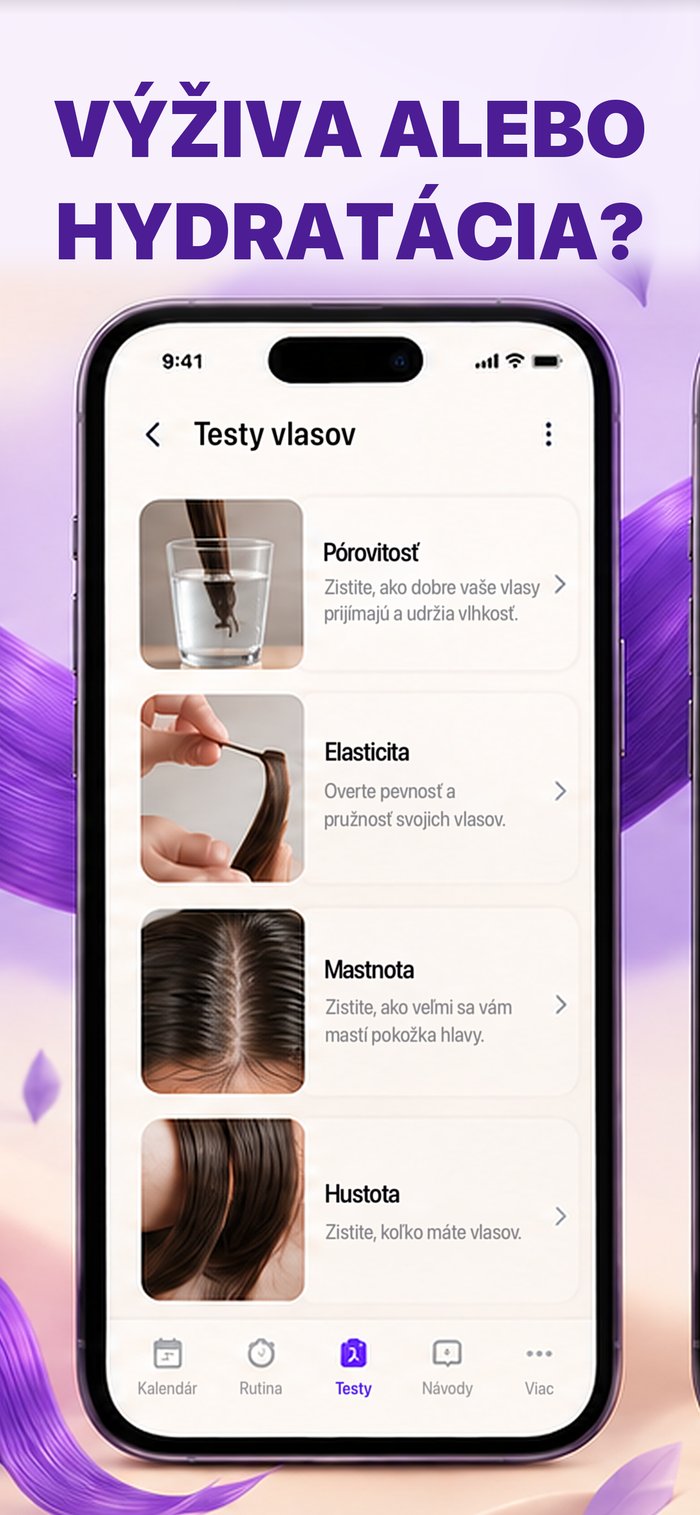 VÝŽIVA ALEBO
HYDRATÁCIA?
9:41
Testy vlasov
Pórovitosť
Zistite, ako dobre vaše vlasy
prijímajú a udržia vlhkosť.
Elasticita
Overte pevnosť a
pružnosť svojich vlasov.
Mastnota
Zistite, ako veľmi sa vám
mastí pokožka hlavy.
Hustota
Zistite, koľko máte vlasov.
Kalendár
Rutina
Testy
Návody
Viac